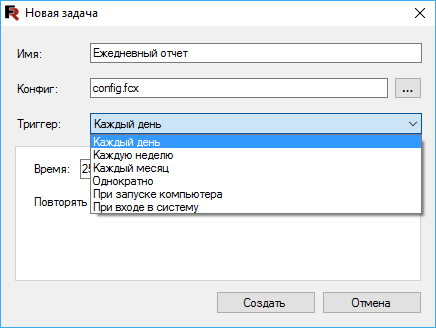 Новая задача
Имя: Ежедневный отчет
Конфиг: config.fcx ...
Триггер: Каждый день
Каждый день
Каждую неделю
Время: 25
Каждый месяц
Однократно
При запуске компьютера
Повторять
При входе в систему
Создать Отмена